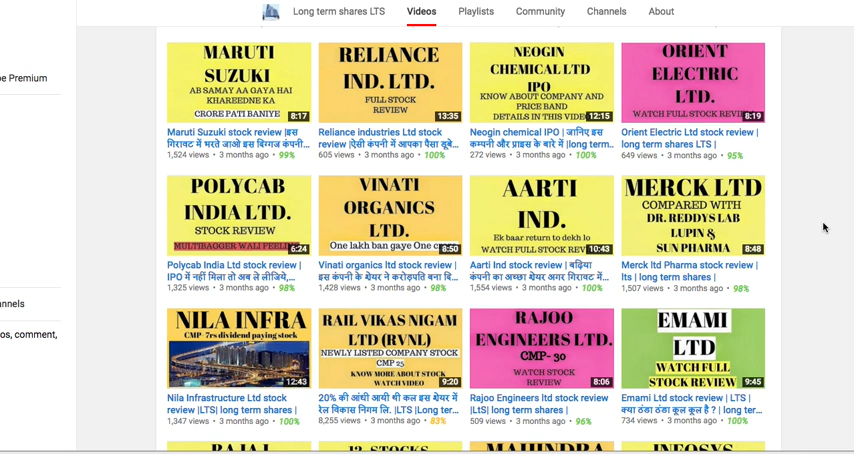 Long term shares LTS Videos Playlists Community Channels About
be Premium
annels
os, comment,
MARUTI
SUZUKI
AB SAMAY AA GAYA HAI
KHAREEDNE KA
CRORE PATI BANIYE
8:17
Maruti Suzuki stock review |इस
गिरावट में भरते जाओ इस बिग्गज कंपनी...
1,524 views • 3 months ago • 99%
RELIANCE
IND. LTD.
FULL STOCK
REVIEW
13:35
Reliance industries Ltd stock
review |ऐसी कंपनी में आपका पैसा डूबे...
605 views • 3 months ago • 100%
NEOGIN
CHEMICAL LTD
IPO
KNOW ABOUT COMPANY AND
PRICE BAND
DETAILS IN THIS VIDEO
12:15
Neogin chemical IPO | जानिए इस
कम्पनी और प्राइस के बारे में |long term...
272 views • 3 months ago • 100%
ORIENT
ELECTRIC
LTD.
WATCH FULL STOCK REVIEW
8:19
Orient Electric Ltd stock review |
long term shares LTS |
649 views • 3 months ago • 95%
POLYCAB
INDIA LTD.
STOCK REVIEW
MULTIBAGGER WALI FEELI
6:24
Polycab India Ltd stock review |
IPO में नहीं मिला तो अब ले लीजिये,...
1,325 views • 3 months ago • 98%
VINATI
ORGANICS
LTD.
One lakh ban gaye One c
8:50
Vinati organics ltd stock review |
इस कंपनी के शेयर ने करोड़पति बना दि...
1,428 views • 3 months ago • 98%
AARTI
IND.
Ek baar return to dekh lo
WATCH FULL STOCK REV
10:43
Aarti Ind stock review | बढ़िया
कंपनी का अच्छा शेयर अगर गिरावट में...
1,554 views • 3 months ago • 100%
MERCK LTD
COMPARED WITH
DR. REDDYS LAB
LUPIN &
SUN PHARMA
8:48
Merck ltd Pharma stock review |
lts | long term shares |
1,507 views • 3 months ago • 98%
NILA INFRA
CMP -7rs dividend paying stock
12:43
Nila Infrastructure Ltd stock
review |LTS| long term shares |
1,347 views • 3 months ago • 100%
RAIL VIKAS NIGAM
LTD (RVNL)
NEWLY LISTED COMPANY STOCK
CMP 25
KNOW MORE ABOUT STOCK
WATCH VIDEO
9:20
20% की आंधी आयी थी कल इस शेयर में
रेल विकास निगम लि. |LTS |Long ter...
8,255 views • 3 months ago • 83%
RAJOO
ENGINEERS LTD.
CMP- 30
WATCH STOCK
REVIEW
8:06
Rajoo Engineers ltd stock review
|LtS| long term shares |
509 views • 3 months ago • 96%
EMAMI
LTD
WATCH FULL
STOCK REVIEW
9:45
Emami Ltd stock review | LTS |
क्या ठंडा ठंडा कूल कूल है ? | long ter...
734 views • 3 months ago • 100%
BAJAJ
12 STOCKS
MAHINDRA
INFOSYS